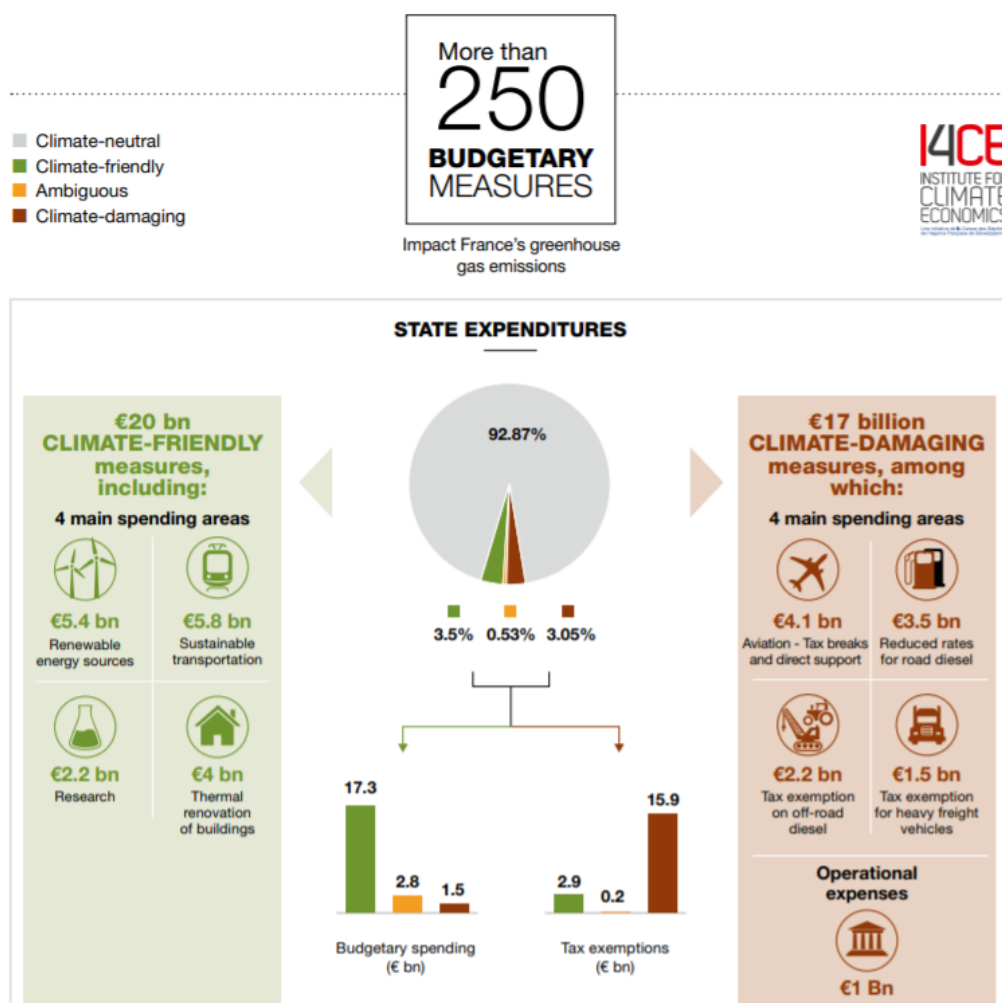 More than
250
BUDGETARY
MEASURES
Impact France's greenhouse
gas emissions
Climate-neutral
Climate-friendly
Ambiguous
Climate-damaging
I4CE
INSTITUTE FOR
CLIMATE
ECONOMICS
STATE EXPENDITURES
€20 bn
CLIMATE-FRIENDLY
measures,
including:
4 main spending areas
€5.4 bn
Renewable
energy sources
€5.8 bn
Sustainable
transportation
€2.2 bn
Research
€4 bn
Thermal
renovation
of buildings
92.87%
3.5% 0.53% 3.05%
17.3
2.8
1.5
Budgetary spending
(€ bn)
2.9
0.2
15.9
Tax exemptions
(€ bn)
€17 billion
CLIMATE-DAMAGING
measures, among
which:
4 main spending areas
€4.1 bn
Aviation - Tax breaks
and direct support
€3.5 bn
Reduced rates
for road diesel
€2.2 bn
Tax exemption
on off-road
diesel
€1.5 bn
Tax exemption
for heavy freight
vehicles
Operational
expenses
€1 Bn